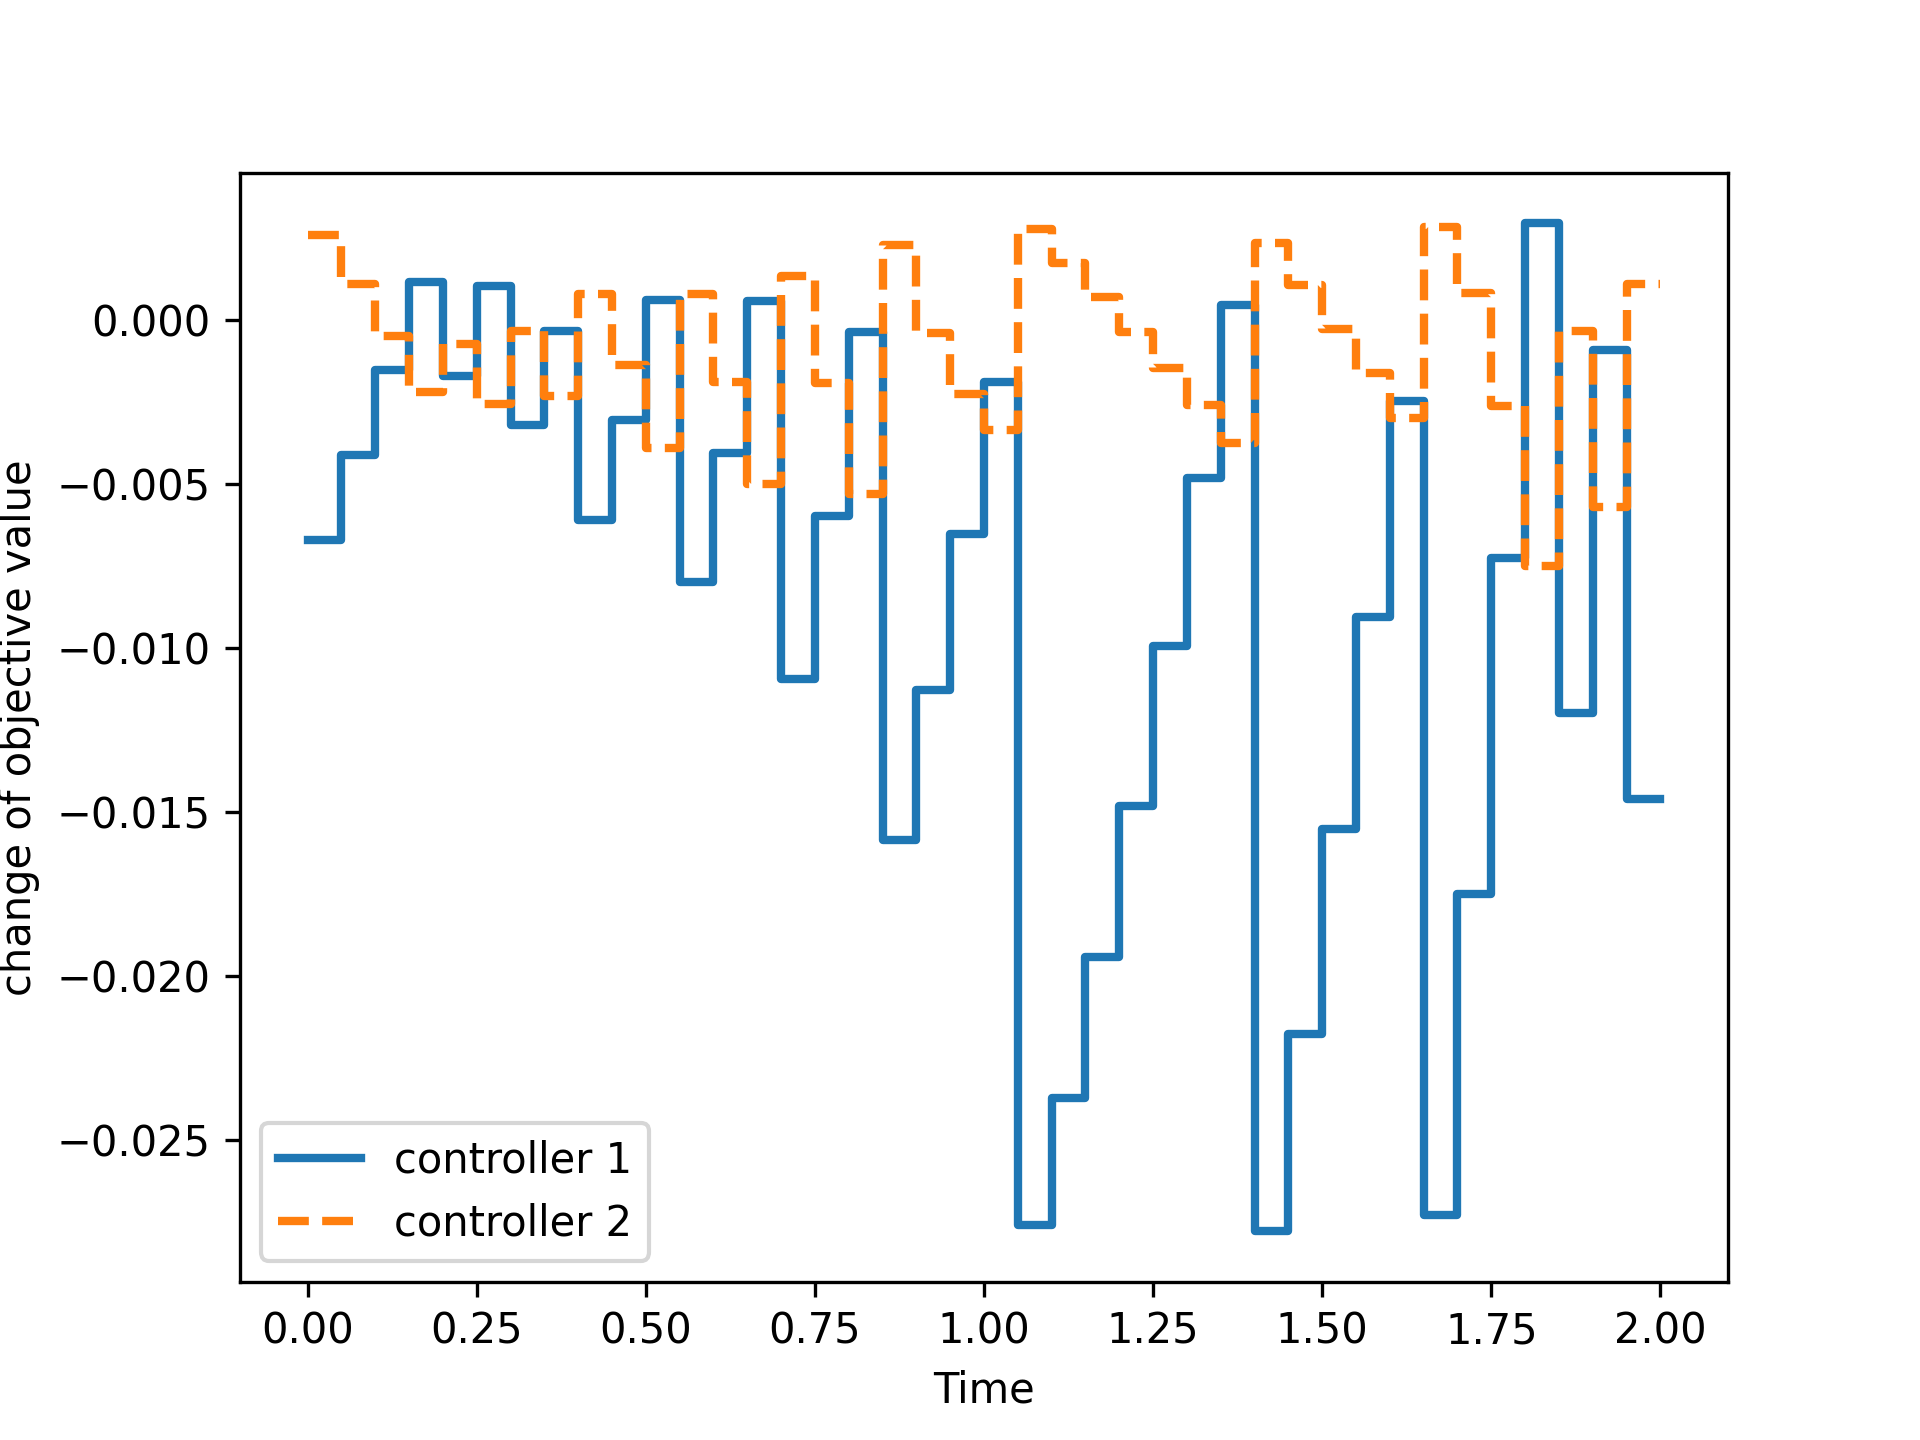 change of objective value
0.000
−0.005
−0.010
−0.015
−0.020
−0.025
controller 1
controller 2
0.00 0.25 0.50 0.75 1.00 1.25 1.50 1.75 2.00
Time